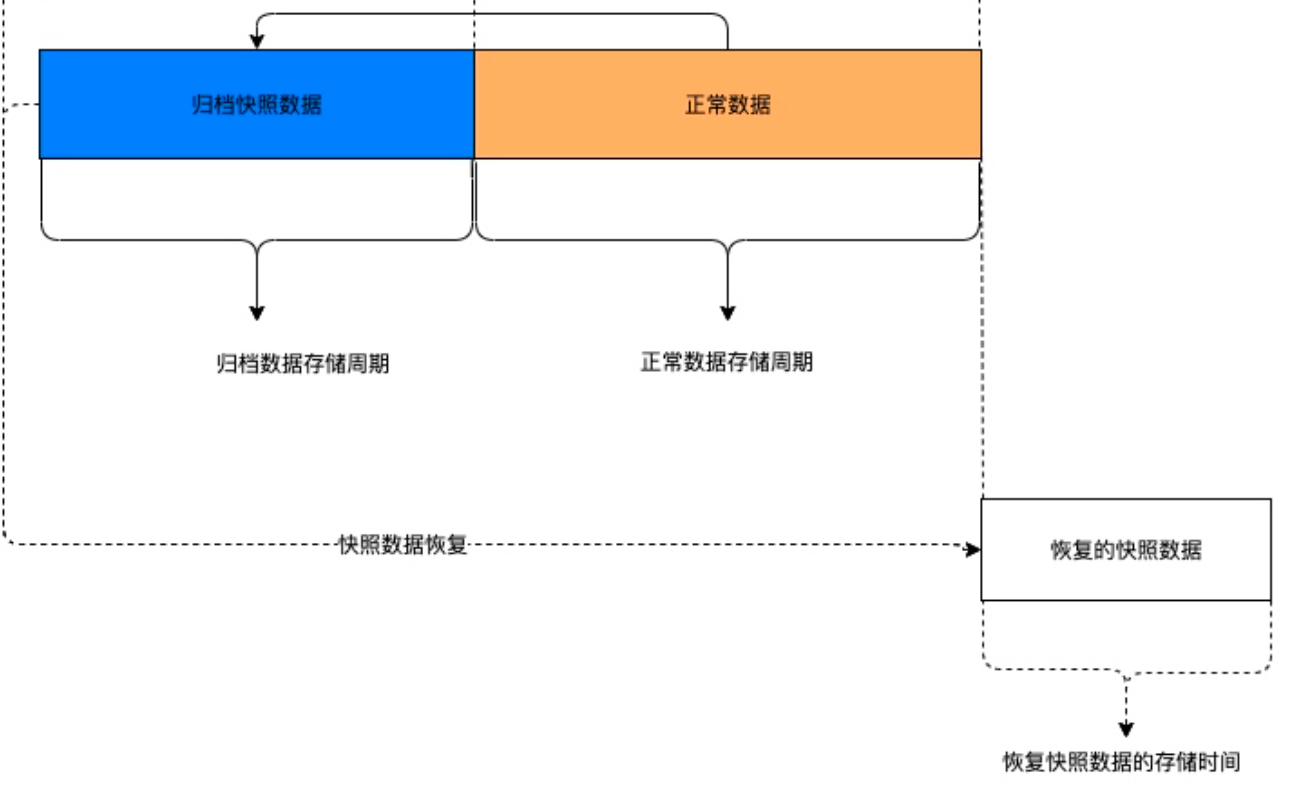 归档快照数据
正常数据
归档数据存储周期
正常数据存储周期
快照数据恢复
恢复的快照数据
恢复快照数据的存储时间